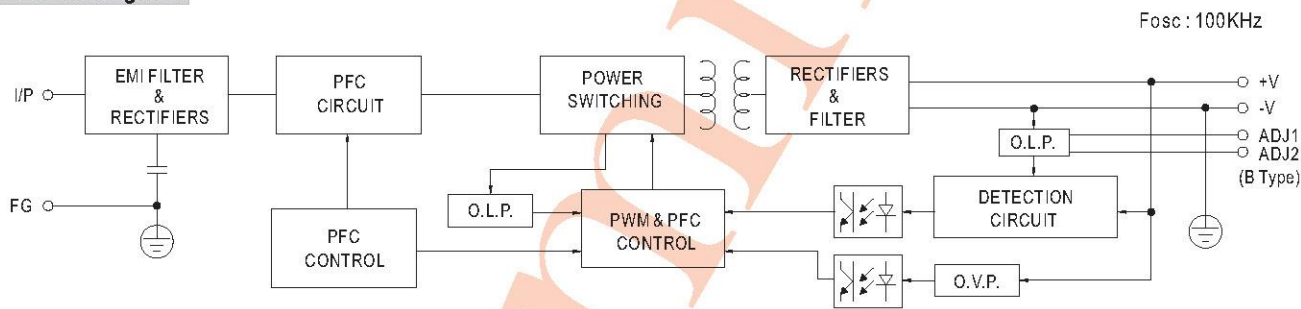 Fosc : 100KHz
I/P
EMI FILTER
&
RECTIFIERS
PFC
CIRCUIT
POWER
SWITCHING
RECTIFIERS
&
FILTER
+V
-V
O.L.P.
ADJ1
ADJ2
(B Type)
FG
PFC
CONTROL
O.L.P.
PWM & PFC
CONTROL
DETECTION
CIRCUIT
O.V.P.